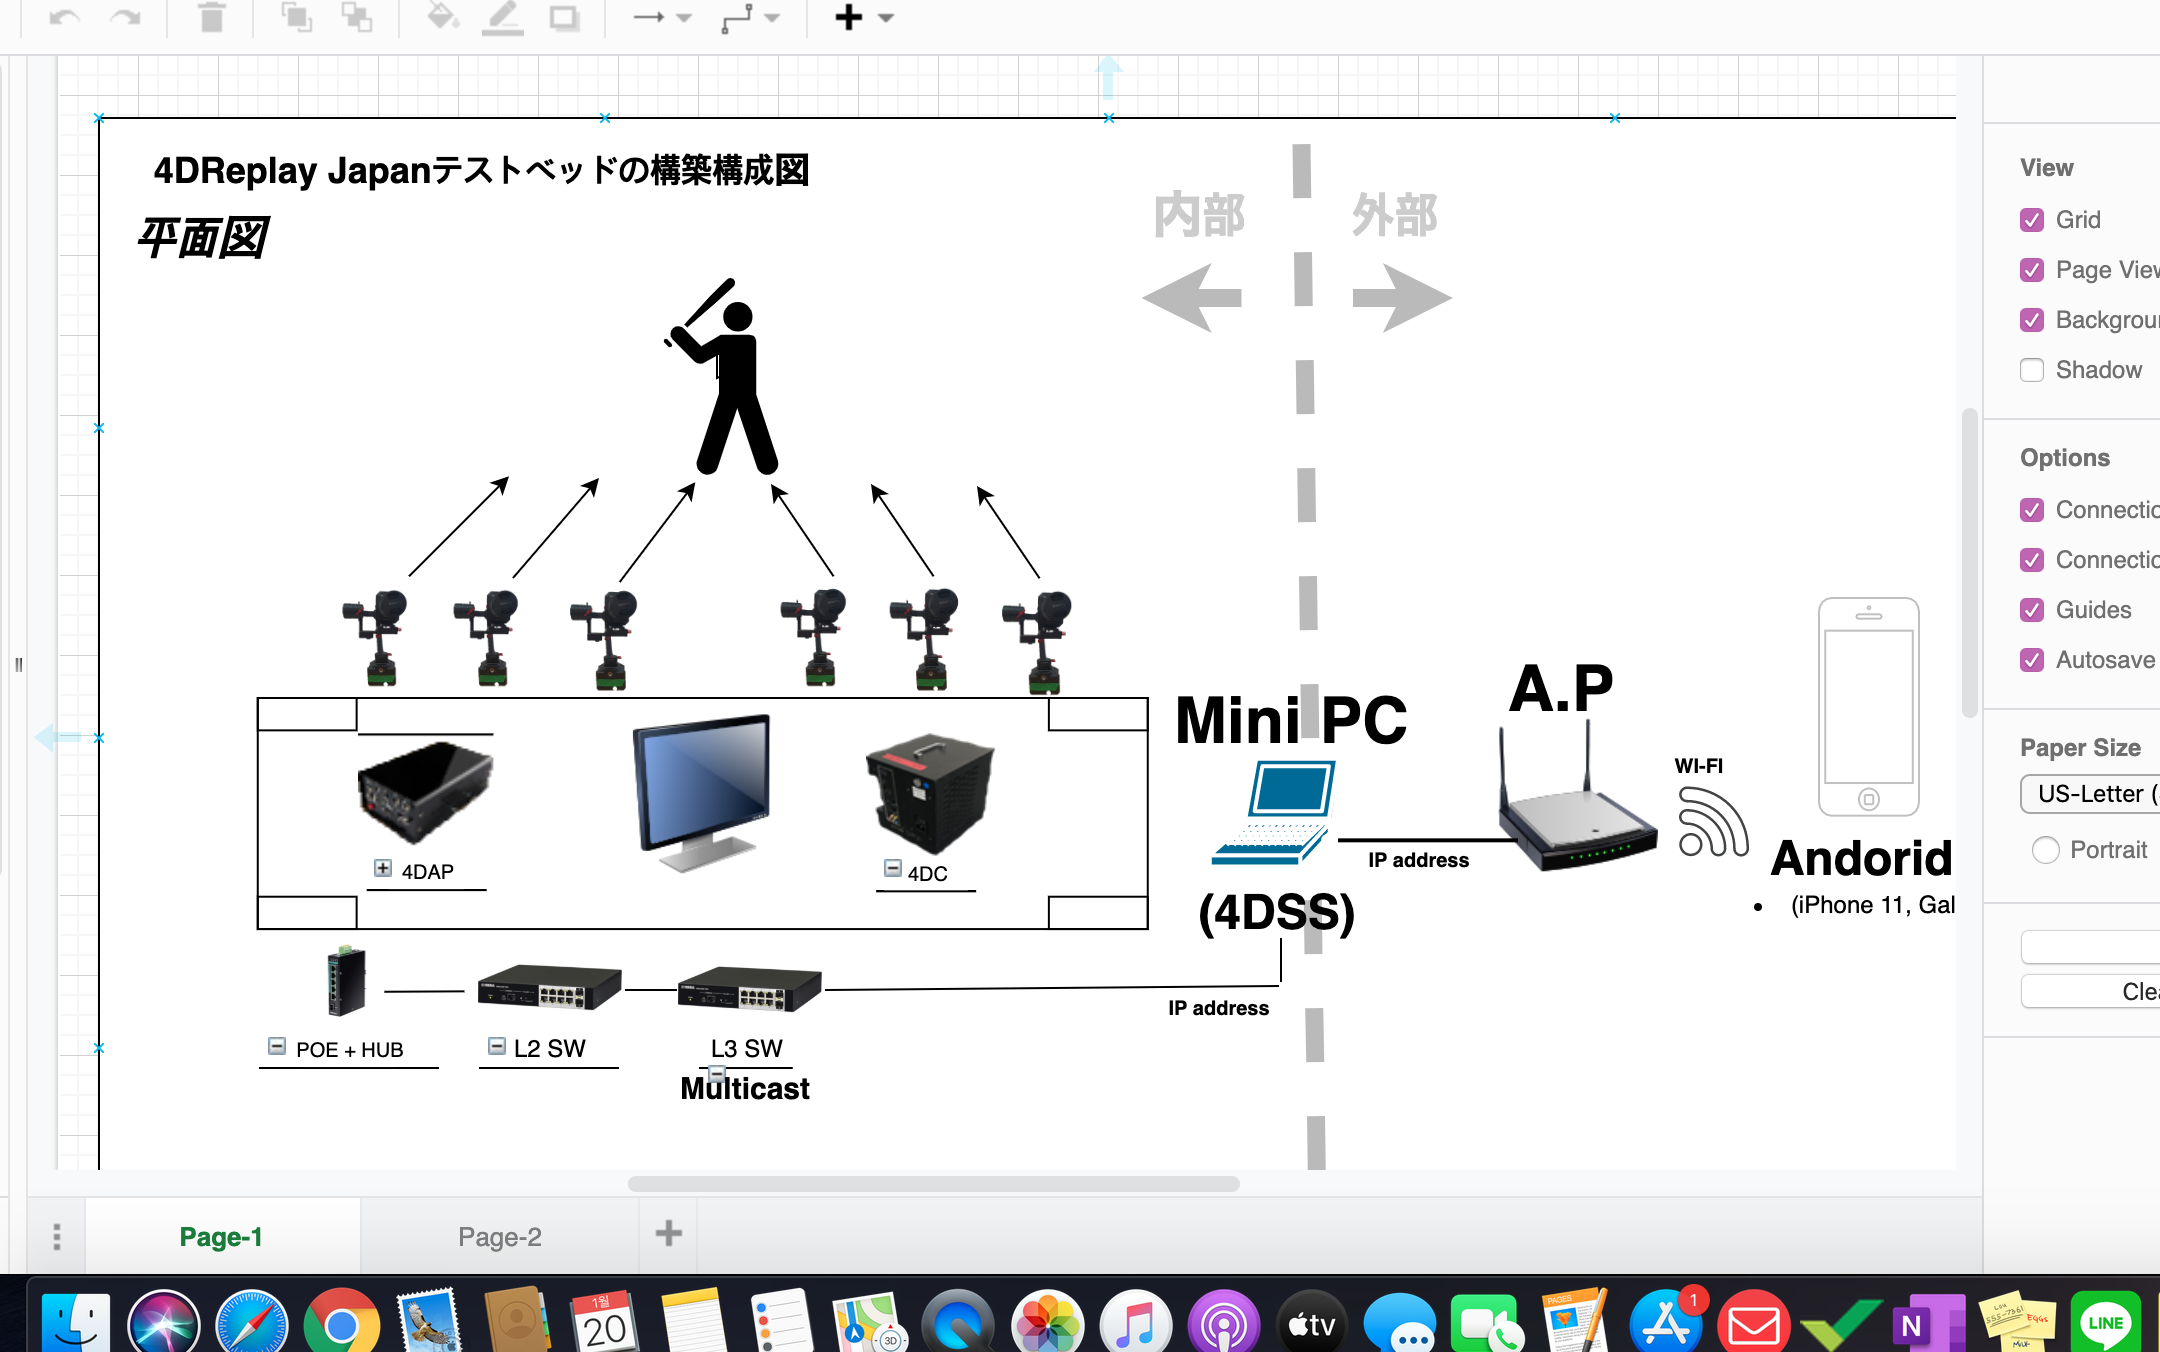 4DReplay Japanテストベッドの構築構成図
平面図
内部
外部
Mini PC
A.P
WI-FI
4DAP
4DC
IP address
Andorid
(4DSS)
• (iPhone 11, Gal
IP address
POE + HUB
L2 SW
L3 SW
Multicast
View
Grid
Page View
Backgrou
Shadow
Options
Connectio
Connectio
Guides
Autosave
Paper Size
US-Letter (
Portrait
Clea
Page-1
Page-2
1월
20
3D
tv
PAGES
1
N
LINE